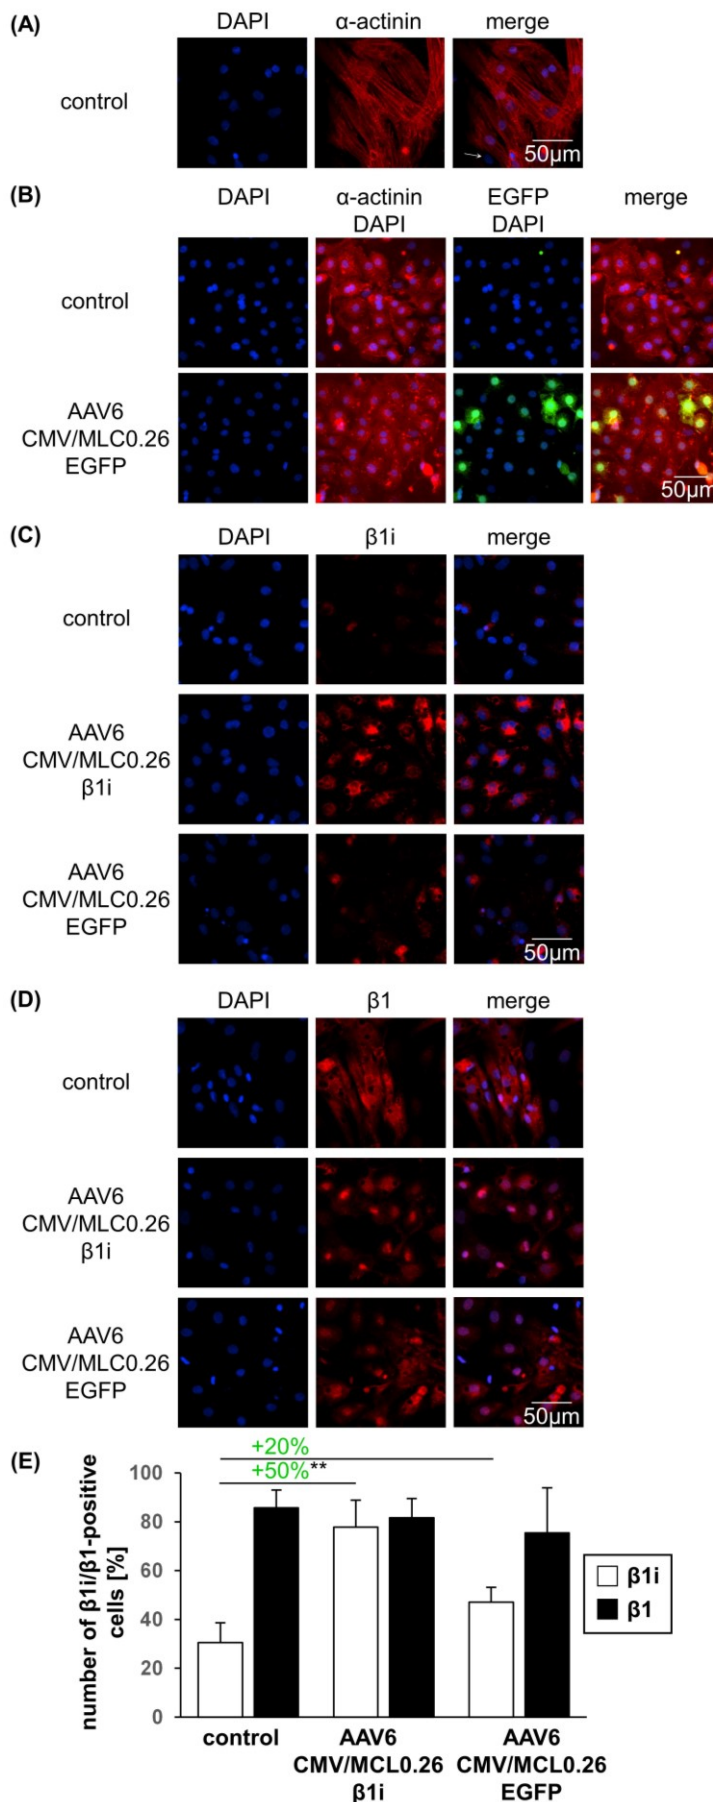 (A)
DAPI α-actinin merge
control
50µm
(B)
DAPI α-actinin EGFP merge
DAPI DAPI
control
AAV6
CMV/MLC0.26
EGFP
50µm
(C)
DAPI β1i merge
control
AAV6
CMV/MLC0.26
β1i
AAV6
CMV/MLC0.26
EGFP
50µm
(D)
DAPI β1 merge
control
AAV6
CMV/MLC0.26
β1i
AAV6
CMV/MLC0.26
EGFP
50µm
(E)
+20%
+50%**
number of β1i/β1-positive
cells [%]
100
80
60
40
20
0
β1i
β1
control AAV6 AAV6
CMV/MCL0.26 CMV/MCL0.26
β1i EGFP